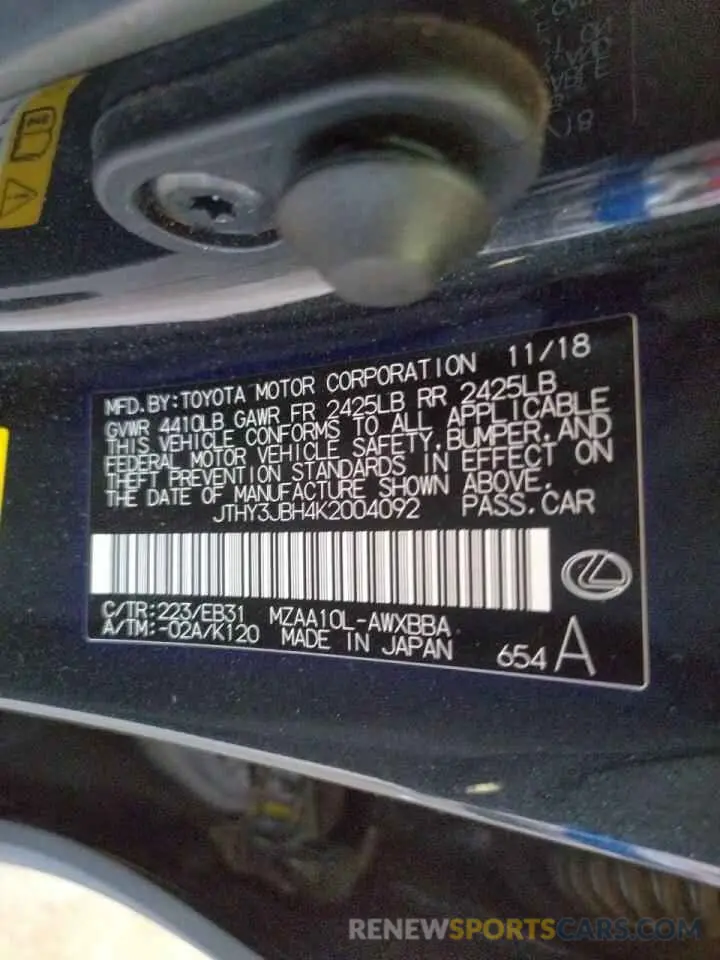 MFD.BY:TOYOTA MOTOR CORPORATION 11/18
GVWR 4410LB GAWR FR 2425LB RR 2425LB
THIS VEHICLE CONFORMS TO ALL APPLICABLE
FEDERAL MOTOR VEHICLE SAFETY,BUMPER,AND
THEFT PREVENTION STANDARDS IN EFFECT ON
THE DATE OF MANUFACTURE SHOWN ABOVE.
JTHY3JBH4K2004092 PASS.CAR
C/TR:223/EB31 MZAA10L-AWXBBA
A/TM:-02A/K120 MADE IN JAPAN 654 A
RENEWSPORTSCARS.COM